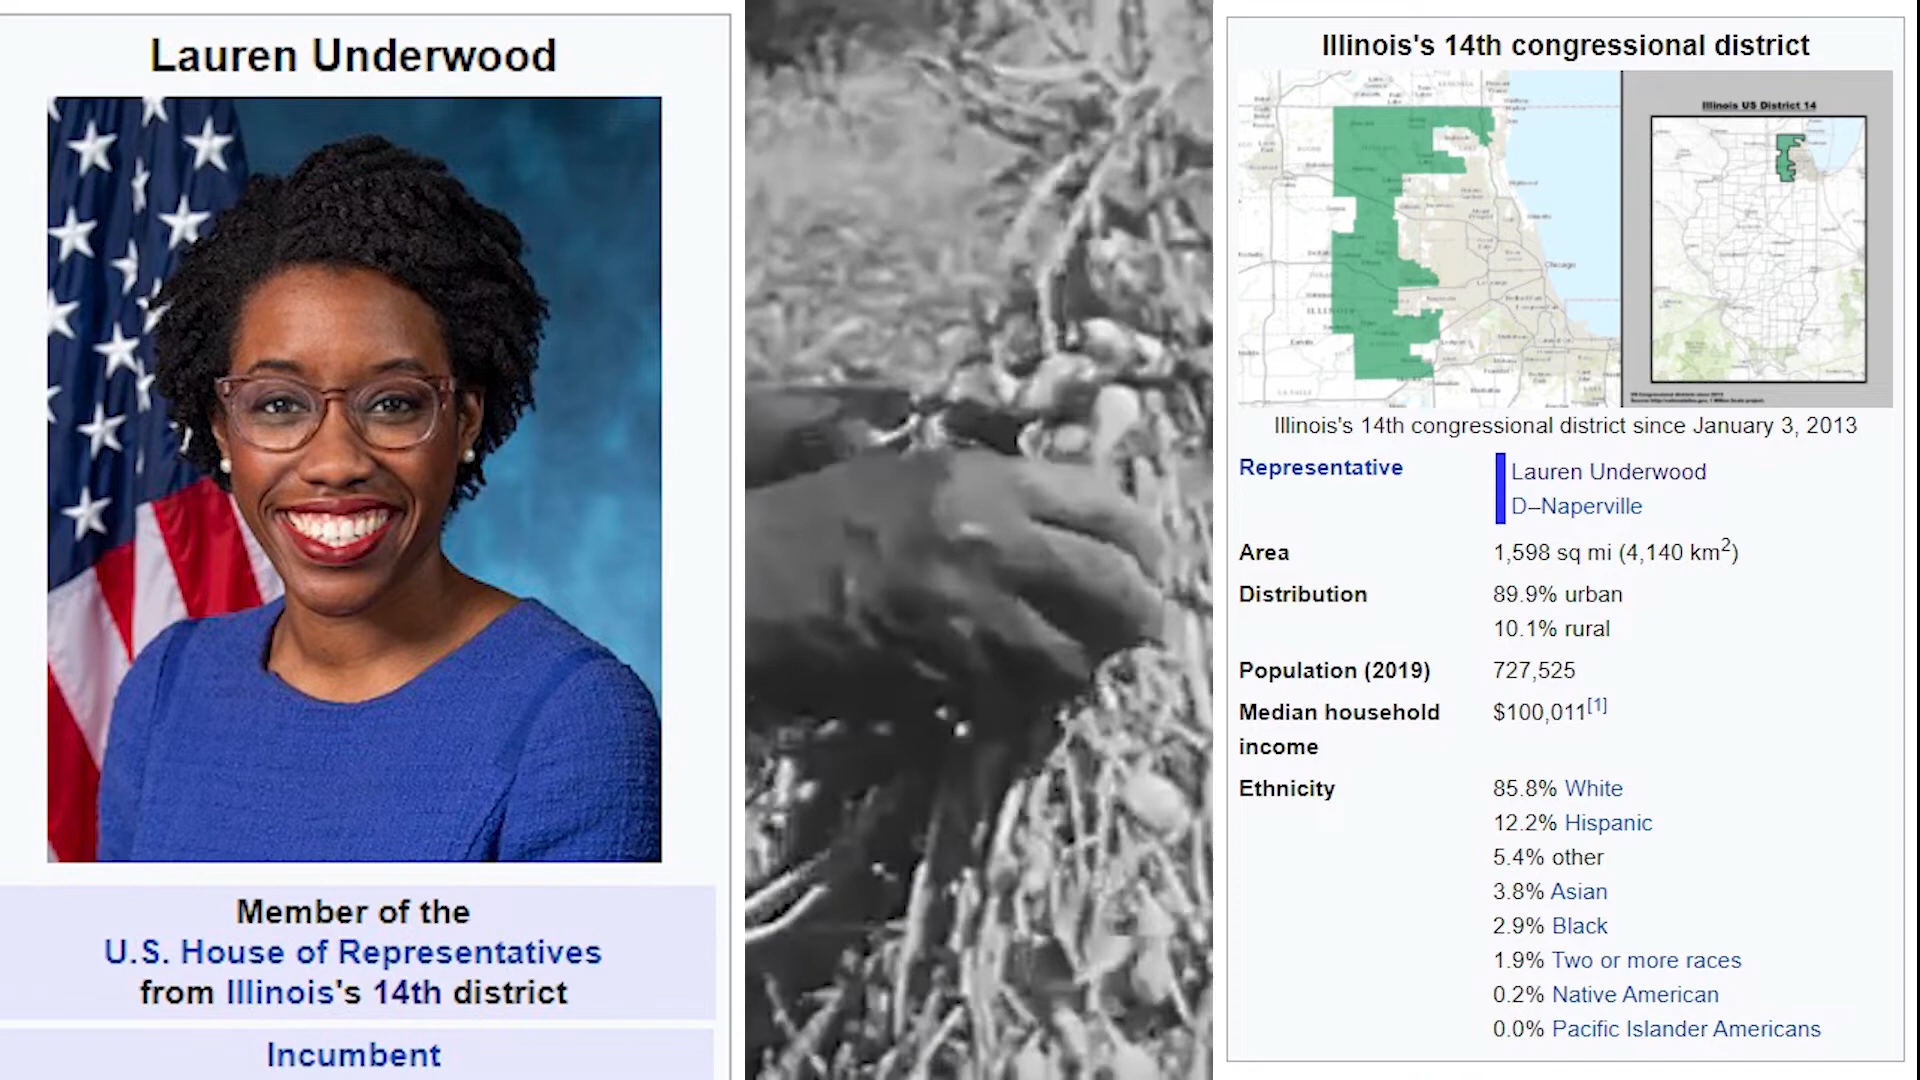 Lauren Underwood
Member of the
U.S. House of Representatives
from Illinois's 14th district
Incumbent
Illinois's 14th congressional district
Illinois US District 14
Chicago
ILLINOIS
Illinois's 14th congressional district since January 3, 2013
Representative
Lauren Underwood
D–Naperville
Area
1,598 sq mi (4,140 km2)
Distribution
89.9% urban
10.1% rural
Population (2019)
727,525
Median household
income
$100,011[1]
Ethnicity
85.8% White
12.2% Hispanic
5.4% other
3.8% Asian
2.9% Black
1.9% Two or more races
0.2% Native American
0.0% Pacific Islander Americans